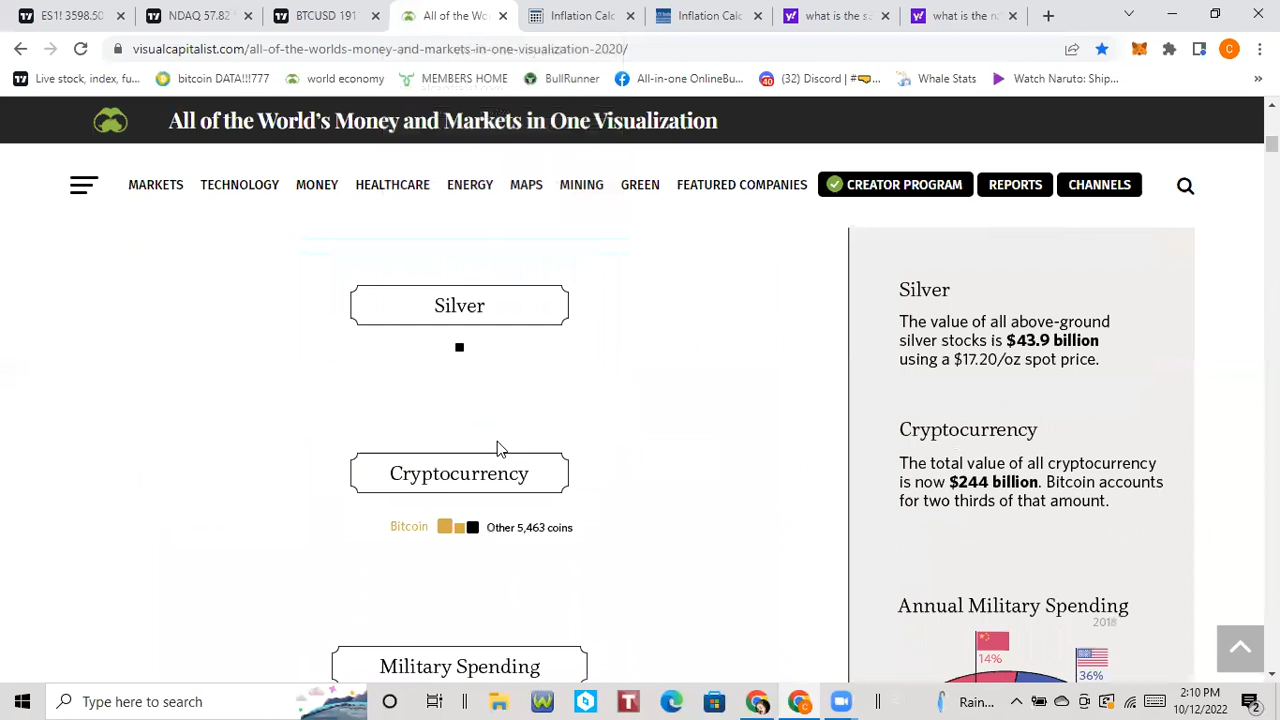 ES1! 3590
NDAQ 57.87
BTCUSD 19
All of the Wo
Inflation Calc
Inflation Calc
what is the s
what is the n
visualcapitalist.com/all-of-the-worlds-money-and-markets-in-one-visualization-2020/
C
Live stock, index, fu...
bitcoin DATA!!!777
world economy
MEMBERS HOME
BullRunner
All-in-one OnlineBu...
(32) Discord | #
Whale Stats
Watch Naruto: Ship...
»
All of the World's Money and Markets in One Visualization
MARKETS TECHNOLOGY MONEY HEALTHCARE ENERGY MAPS MINING GREEN FEATURED COMPANIES CREATOR PROGRAM REPORTS CHANNELS
Silver
Cryptocurrency
Bitcoin
Other 5,463 coins
Military Spending
Silver
The value of all above-ground
silver stocks is $43.9 billion
using a $17.20/oz spot price.
Cryptocurrency
The total value of all cryptocurrency
is now $244 billion. Bitcoin accounts
for two thirds of that amount.
Annual Military Spending
2018
14%
36%
Type here to search
Rain...
2:10 PM
10/12/2022
2